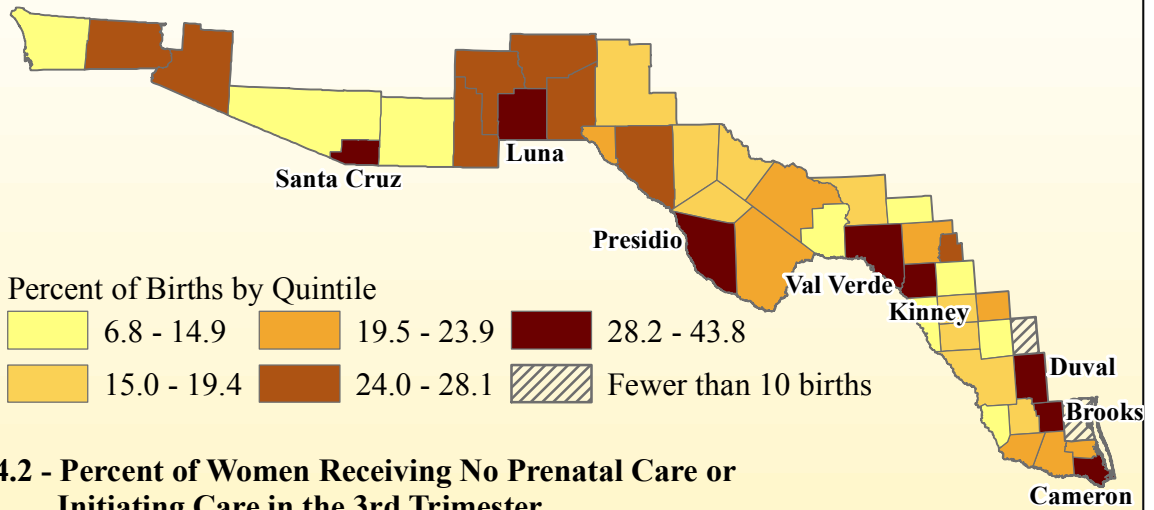 Luna
Santa Cruz
Presidio
Val Verde
Kinney
Duval
Brooks
Cameron
Percent of Births by Quintile
6.8 - 14.9
19.5 - 23.9
28.2 - 43.8
15.0 - 19.4
24.0 - 28.1
Fewer than 10 births
4.2 - Percent of Women Receiving No Prenatal Care or
Initiating Care in the 3rd Trimester